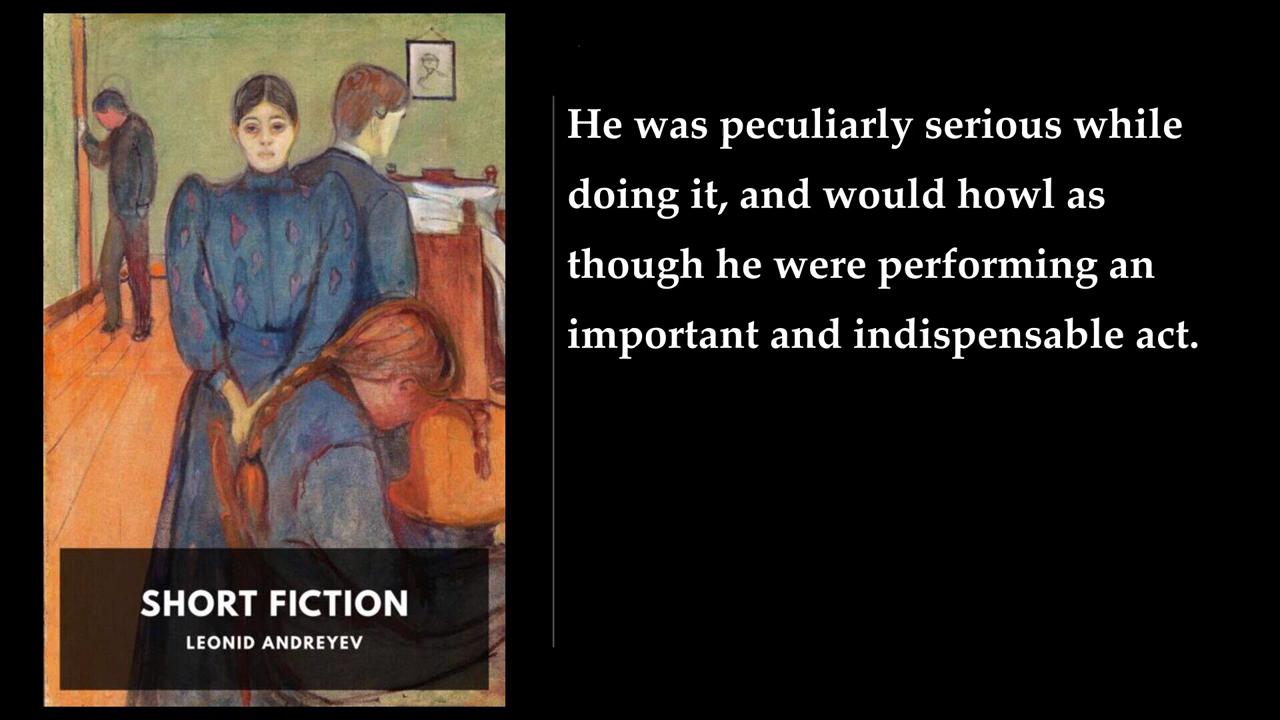 He was peculiarly serious while
doing it, and would howl as
though he were performing an
important and indispensable act.
SHORT FICTION
LEONID ANDREYEV